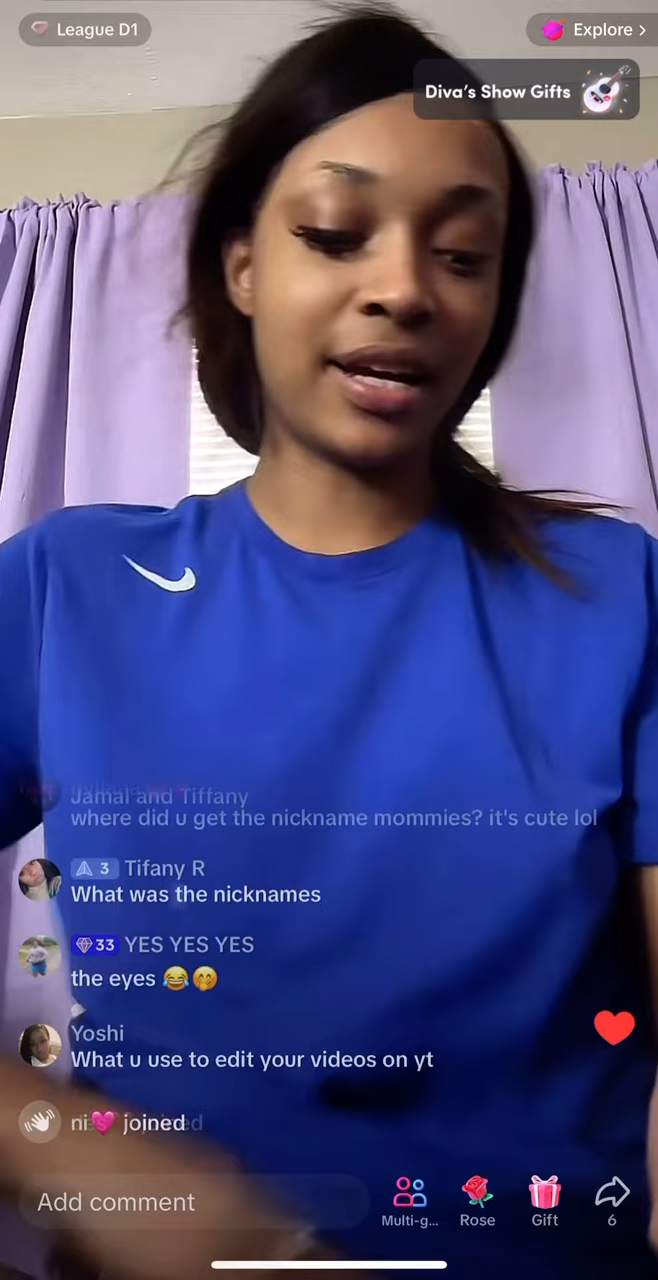 League D1
Explore >
Diva's Show Gifts
Jamal and Tiffany
where did u get the nickname mommies? it's cute lol
3 Tifany R
What was the nicknames
33 YES YES YES
the eyes 😂🤭
Yoshi
What u use to edit your videos on yt
ni💗 joined
Add comment
Multi-g...
Rose
Gift
6